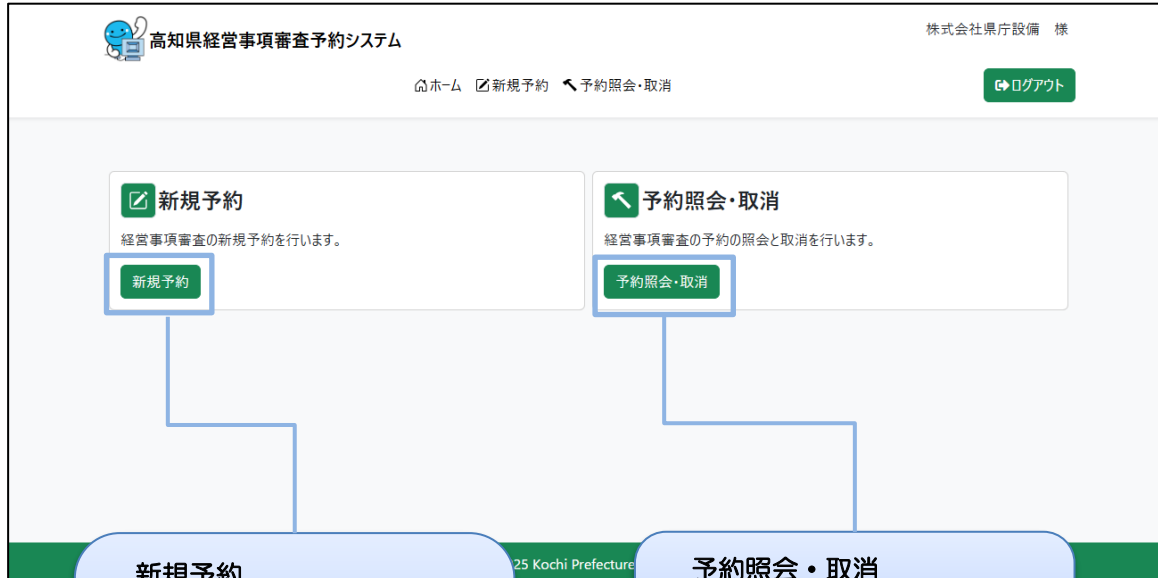 高知県経営事項審査予約システム
株式会社県庁設備 様
ホーム 新規予約 予約照会・取消
ログアウト
新規予約
経営事項審査の新規予約を行います。
新規予約
予約照会・取消
経営事項審査の予約の照会と取消を行います。
予約照会・取消
25 Kochi Prefecture
新規予約
予約照会・取消